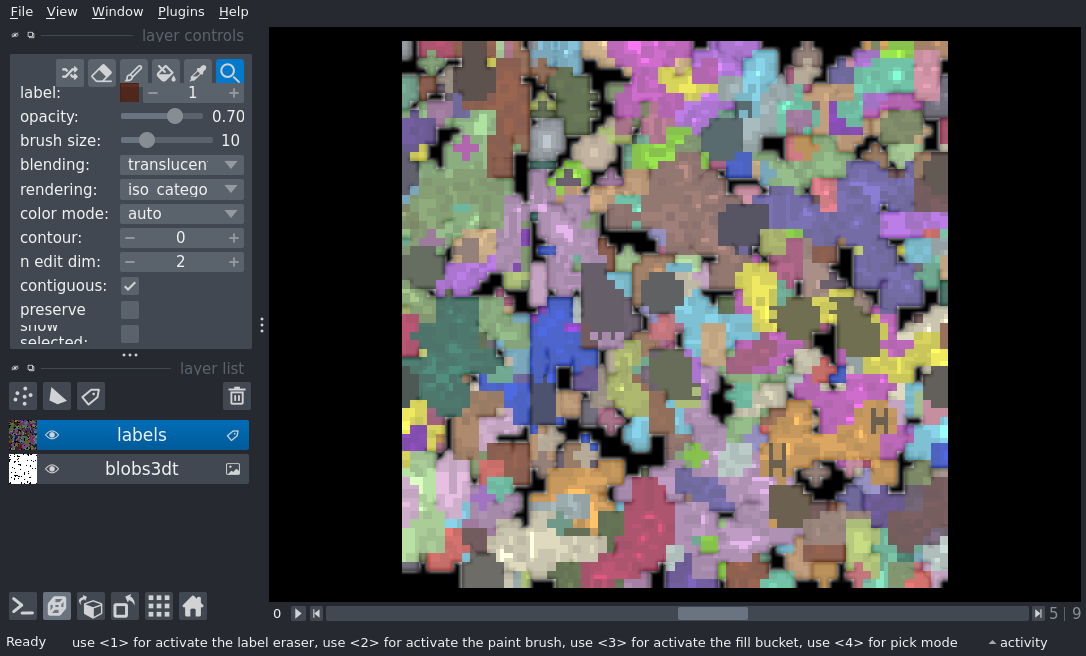 File View Window Plugins Help
layer controls
label: 1
opacity: 0.70
brush size: 10
blending: translucen
rendering: iso_catego
color mode: auto
contour: 0
n edit dim: 2
contiguous:
preserve
show
selected:
layer list
labels
blobs3dt
0 5 | 9
Ready use <1> for activate the label eraser, use <2> for activate the paint brush, use <3> for activate the fill bucket, use <4> for pick mode activity